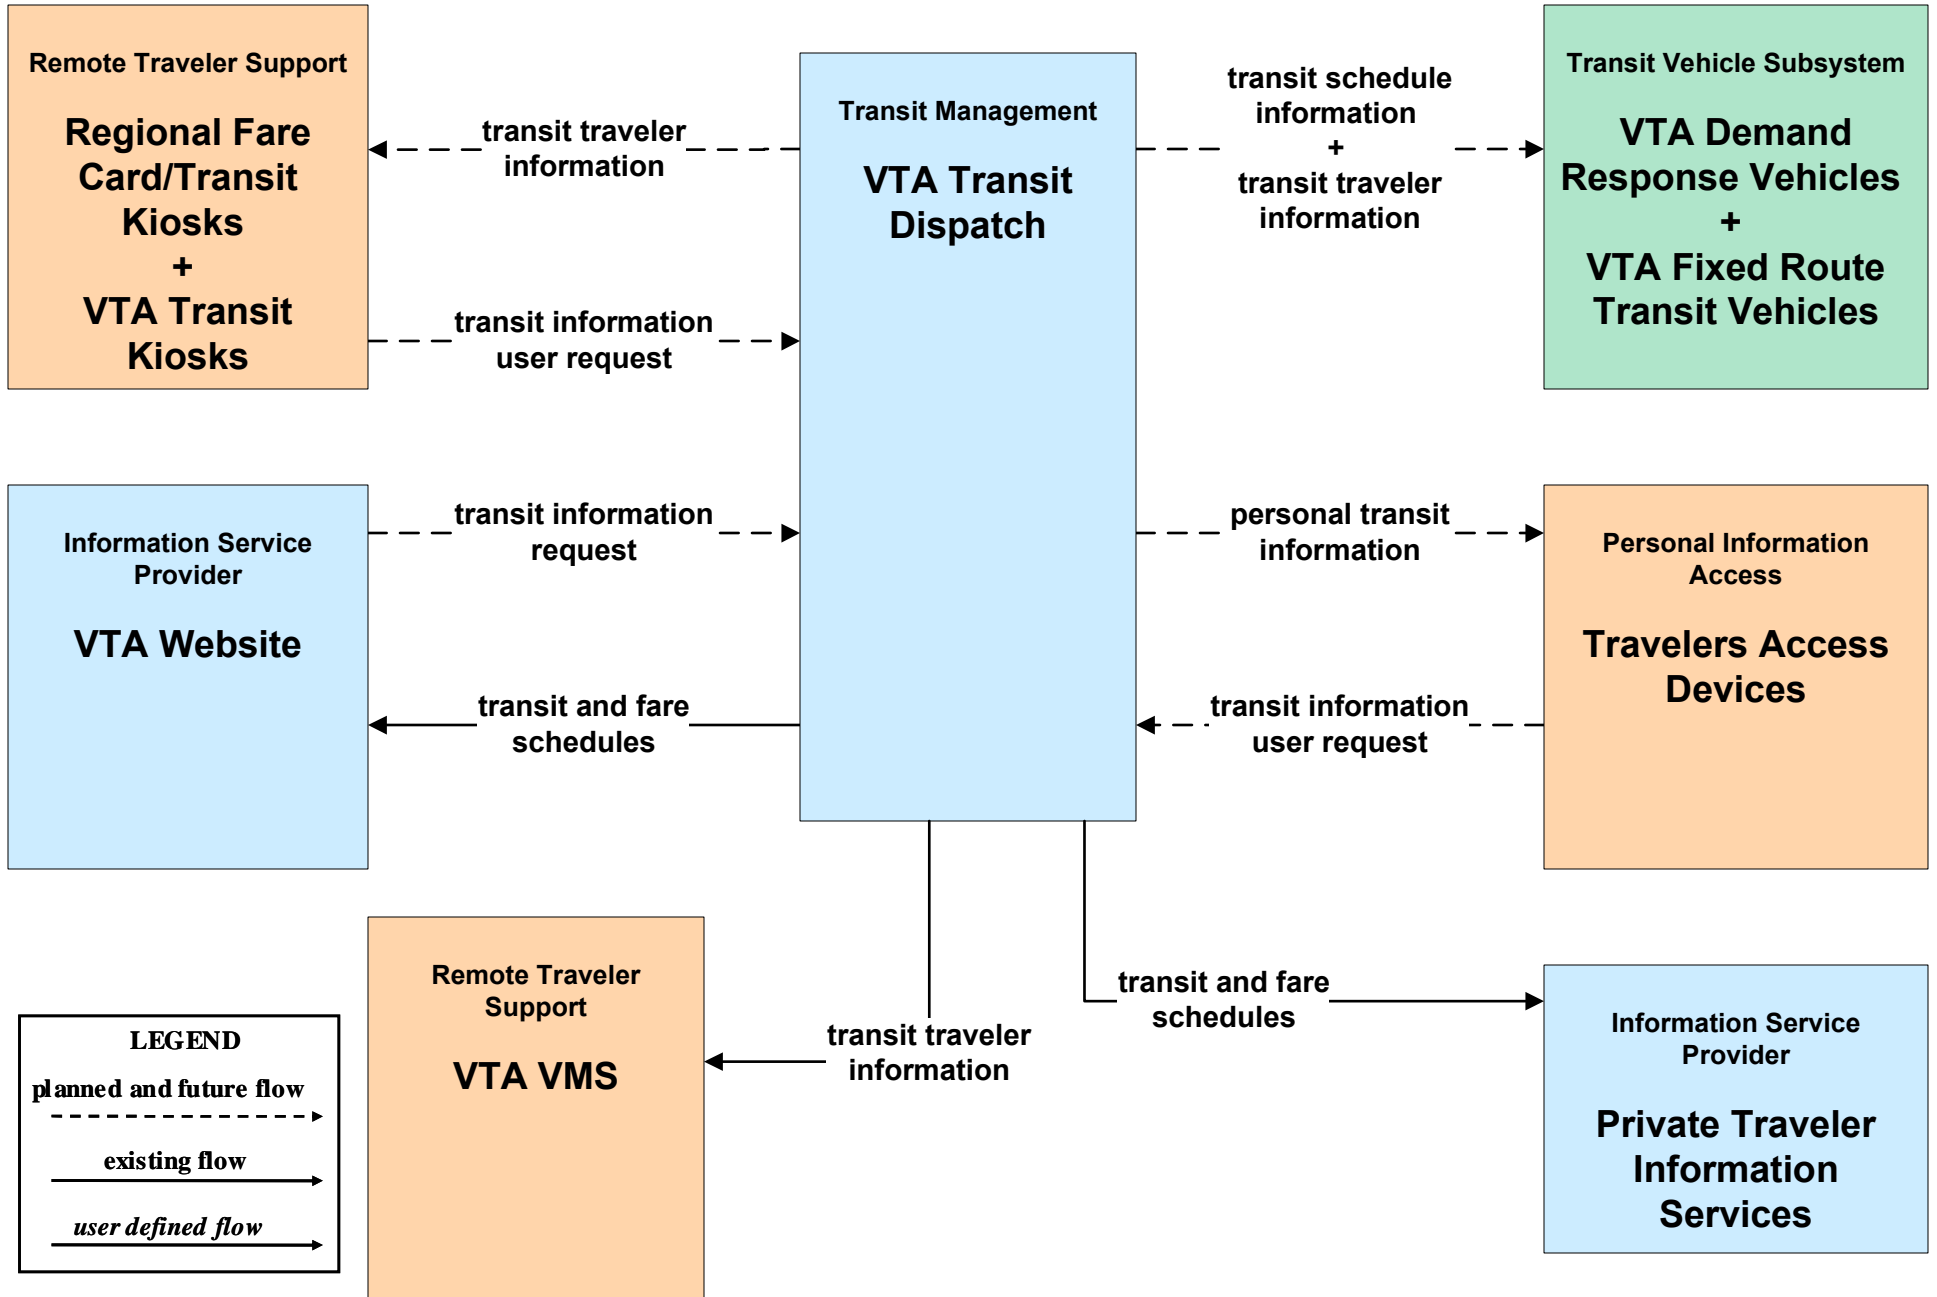 Remote Traveler Support
Regional Fare
Card/Transit
Kiosks
+
VTA Transit
Kiosks
transit traveler
information
transit information
user request
Transit Management
VTA Transit
Dispatch
transit schedule
information
+
transit traveler
information
Transit Vehicle Subsystem
VTA Demand
Response Vehicles
+
VTA Fixed Route
Transit Vehicles
Information Service
Provider
VTA Website
transit information
request
transit and fare
schedules
personal transit
information
transit information
user request
Personal Information
Access
Travelers Access
Devices
Remote Traveler
Support
VTA VMS
transit traveler
information
transit and fare
schedules
Information Service
Provider
Private Traveler
Information
Services
LEGEND
planned and future flow
existing flow
user defined flow